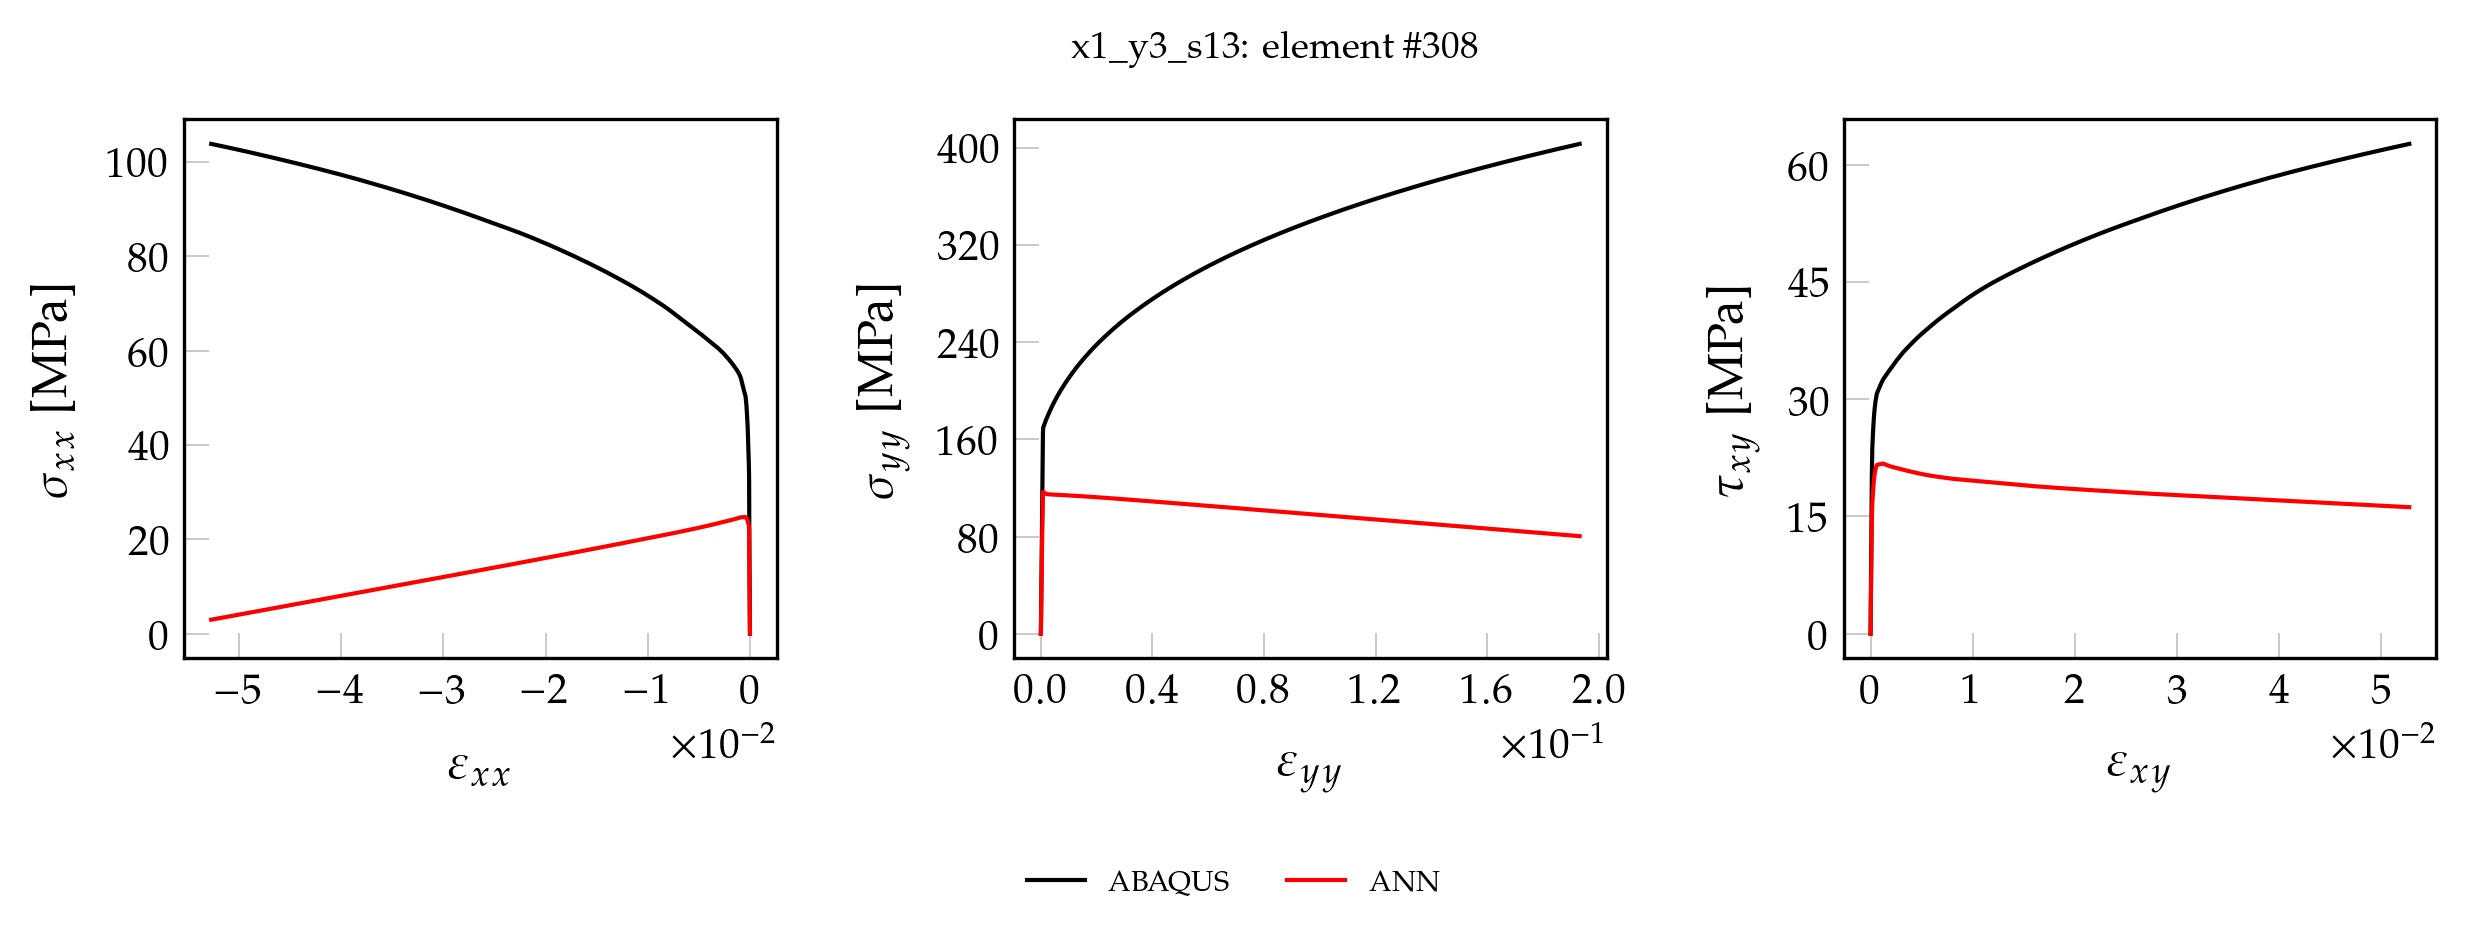 x1_y3_s13: element #308
σxx [MPa]
100
80
60
40
20
0
−5 −4 −3 −2 −1 0
×10−2
εxx
σyy [MPa]
400
320
240
160
80
0
0.0 0.4 0.8 1.2 1.6 2.0
×10−1
εyy
τxy [MPa]
60
45
30
15
0
0 1 2 3 4 5
×10−2
εxy
ABAQUS ANN